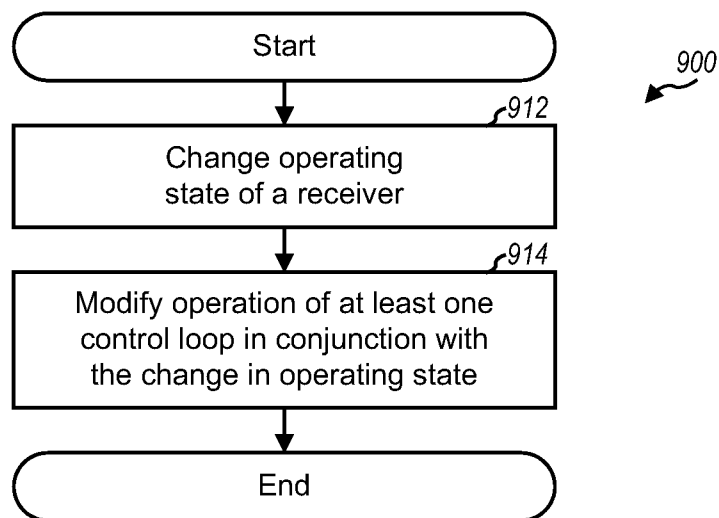 Start
900
912
Change operating
state of a receiver
914
Modify operation of at least one
control loop in conjunction with
the change in operating state
End